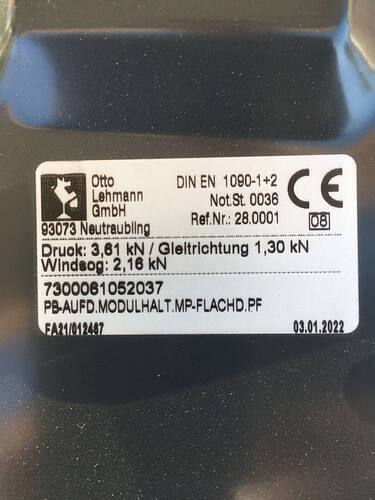 Otto
Lehmann
GmbH
93073 Neutraubling
DIN EN 1090-1+2
Not.St. 0036
Ref.Nr.: 28.0001
CE
08
Druck: 3,61 kN / Gleitrichtung 1,30 kN
Windsog: 2,16 kN
7300061052037
PB-AUFD.MODULHALT.MP-FLACHD.PF
FA21/012467
03.01.2022